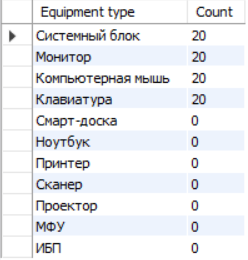 Equipment type Count
Системный блок 20
Монитор 20
Компьютерная мышь 20
Клавиатура 20
Смарт-доска 0
Ноутбук 0
Принтер 0
Сканер 0
Проектор 0
МФУ 0
ИБП 0